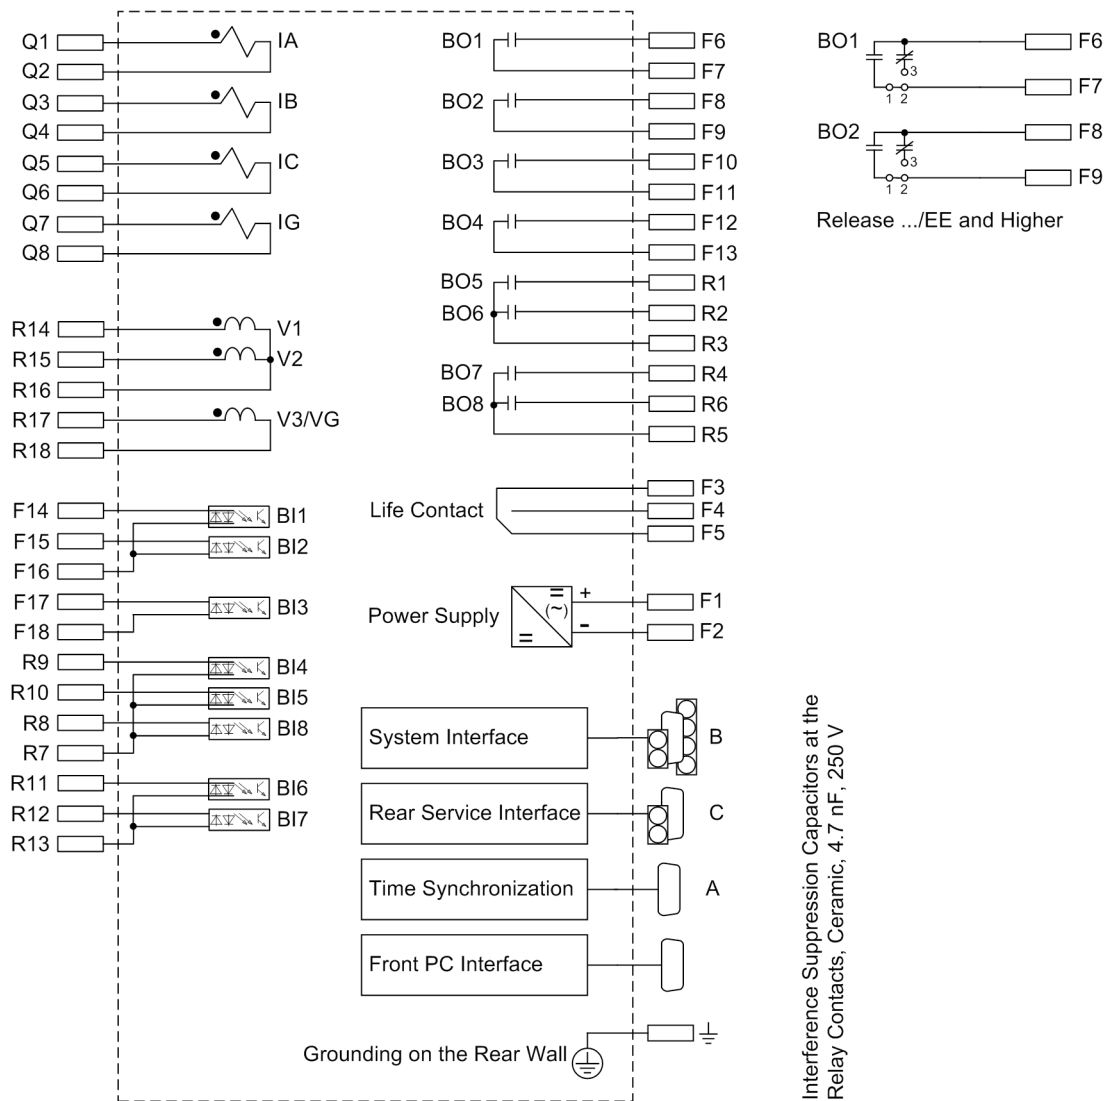 Q1 IA
Q2
Q3 IB
Q4
Q5 IC
Q6
Q7 IG
Q8
R14 V1
R15 V2
R16
R17 V3/VG
R18
F14 BI1
F15 BI2
F16
F17 BI3
F18
R9 BI4
R10 BI5
R8 BI8
R7
R11 BI6
R12 BI7
R13
BO1 F6
F7
BO2 F8
F9
BO3 F10
F11
BO4 F12
F13
BO5 R1
BO6 R2
R3
BO7 R4
BO8 R6
R5
F3
Life Contact F4
F5
Power Supply = (~) = + F1
- F2
System Interface B
Rear Service Interface C
Time Synchronization A
Front PC Interface
Grounding on the Rear Wall
BO1 F6
3
1 2 F7
BO2 F8
3
1 2 F9
Release .../EE and Higher
Interference Suppression Capacitors at the
Relay Contacts, Ceramic, 4.7 nF, 250 V